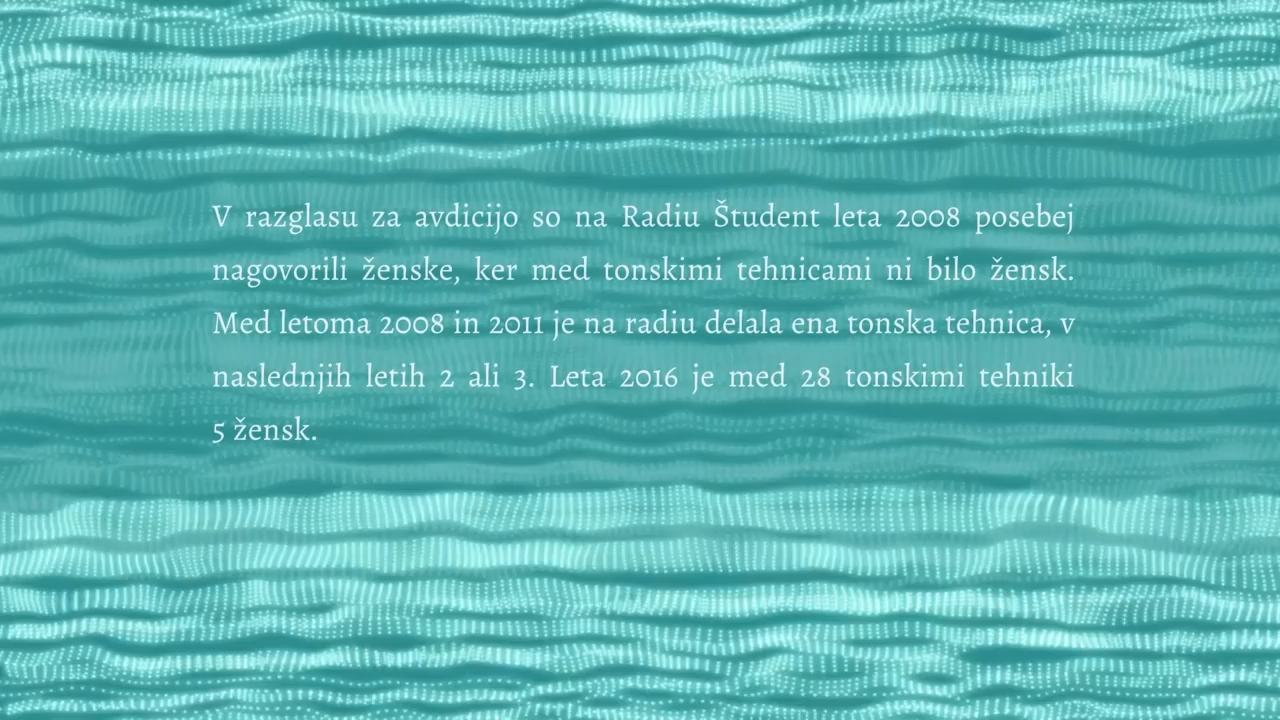 V razglasu za avdicijo so na Radiu Študent leta 2008 posebej
nagovorili ženske, ker med tonskimi tehnicami ni bilo žensk.
Med letoma 2008 in 2011 je na radiu delala ena tonska tehnica, v
naslednjih letih 2 ali 3. Leta 2016 je med 28 tonskimi tehniki
5 žensk.